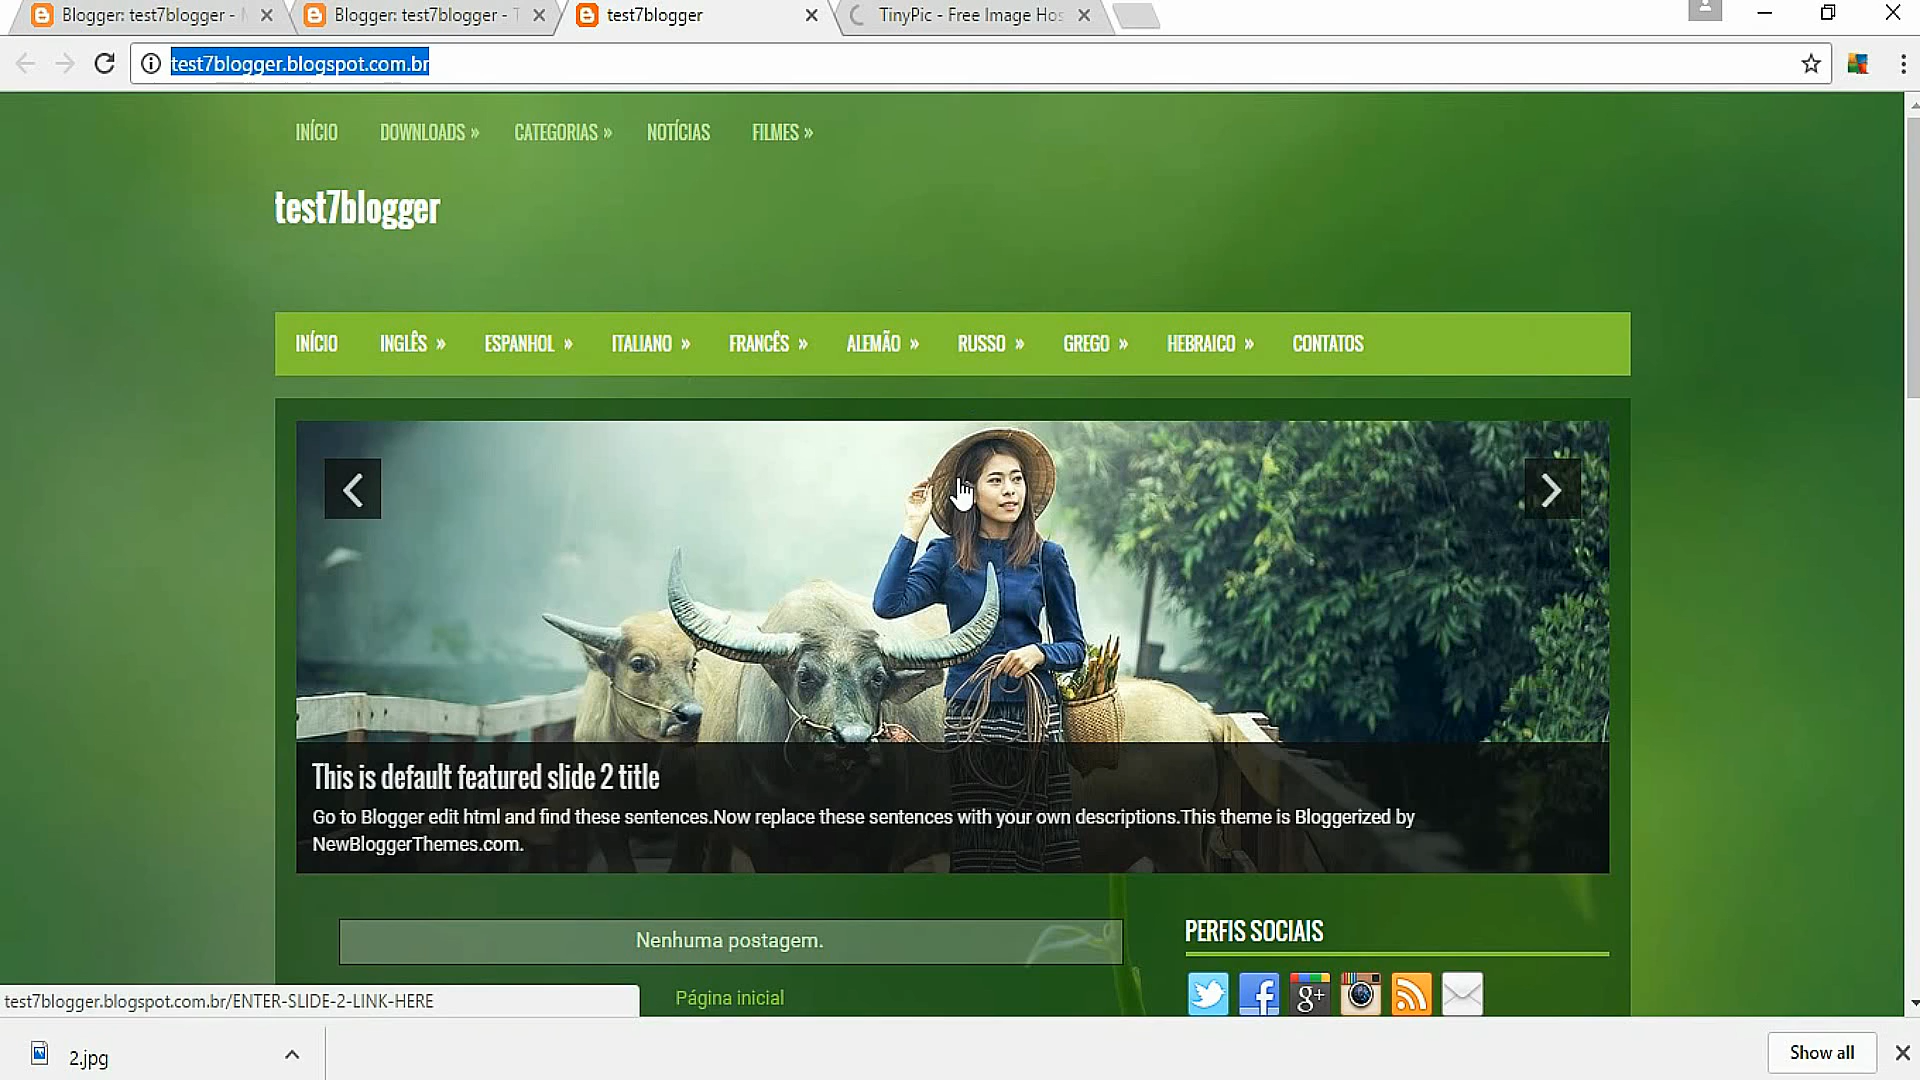 Blogger: test7blogger -
Blogger: test7blogger - T
test7blogger
TinyPic - Free Image Hos
test7blogger.blogspot.com.br
INÍCIO DOWNLOADS » CATEGORIAS » NOTÍCIAS FILMES »
test7blogger
INÍCIO INGLÊS » ESPANHOL » ITALIANO » FRANCÊS » ALEMÃO » RUSSO » GREGO » HEBRAICO » CONTATOS
This is default featured slide 2 title
Go to Blogger edit html and find these sentences.Now replace these sentences with your own descriptions.This theme is Bloggerized by
NewBloggerThemes.com.
Nenhuma postagem.
PERFIS SOCIAIS
Página inicial
g+
test7blogger.blogspot.com.br/ENTER-SLIDE-2-LINK-HERE
2.jpg
Show all